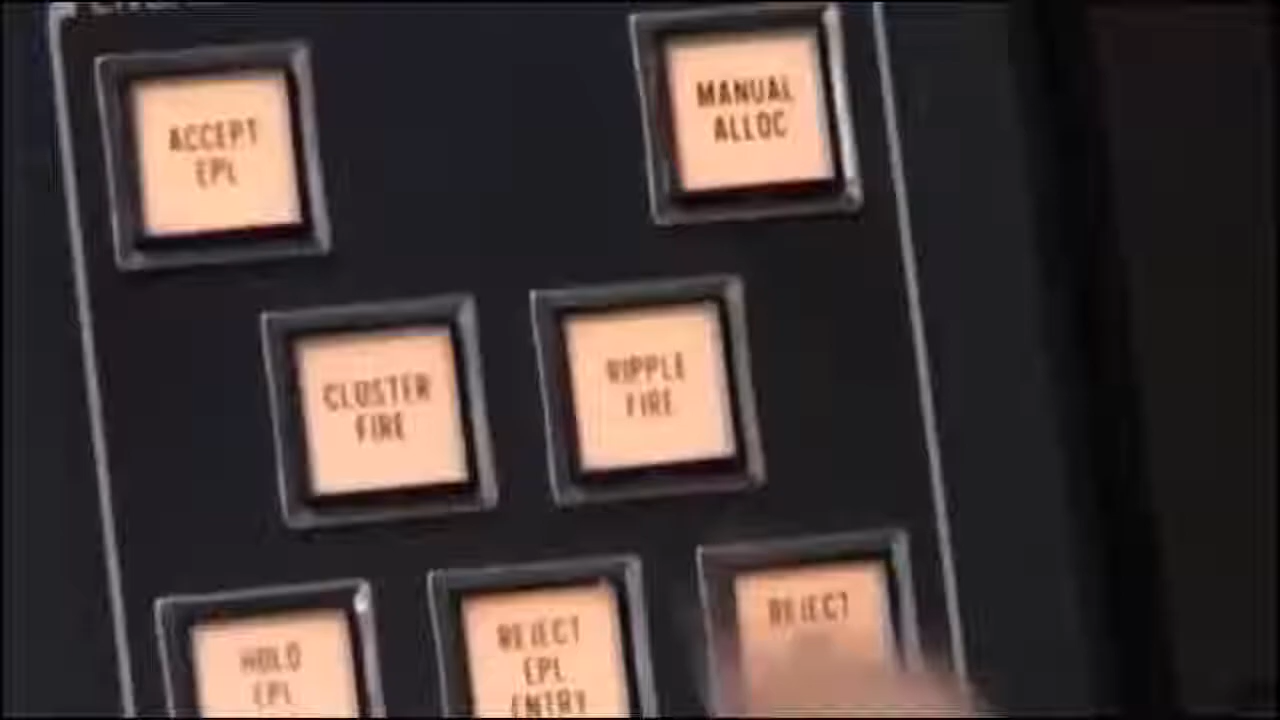 ACCEPT
EPL
MANUAL
ALLOC
CLUSTER
FIRE
RIPPLE
FIRE
HOLD
EPL
REJECT
EPL
ENTRY
REJECT